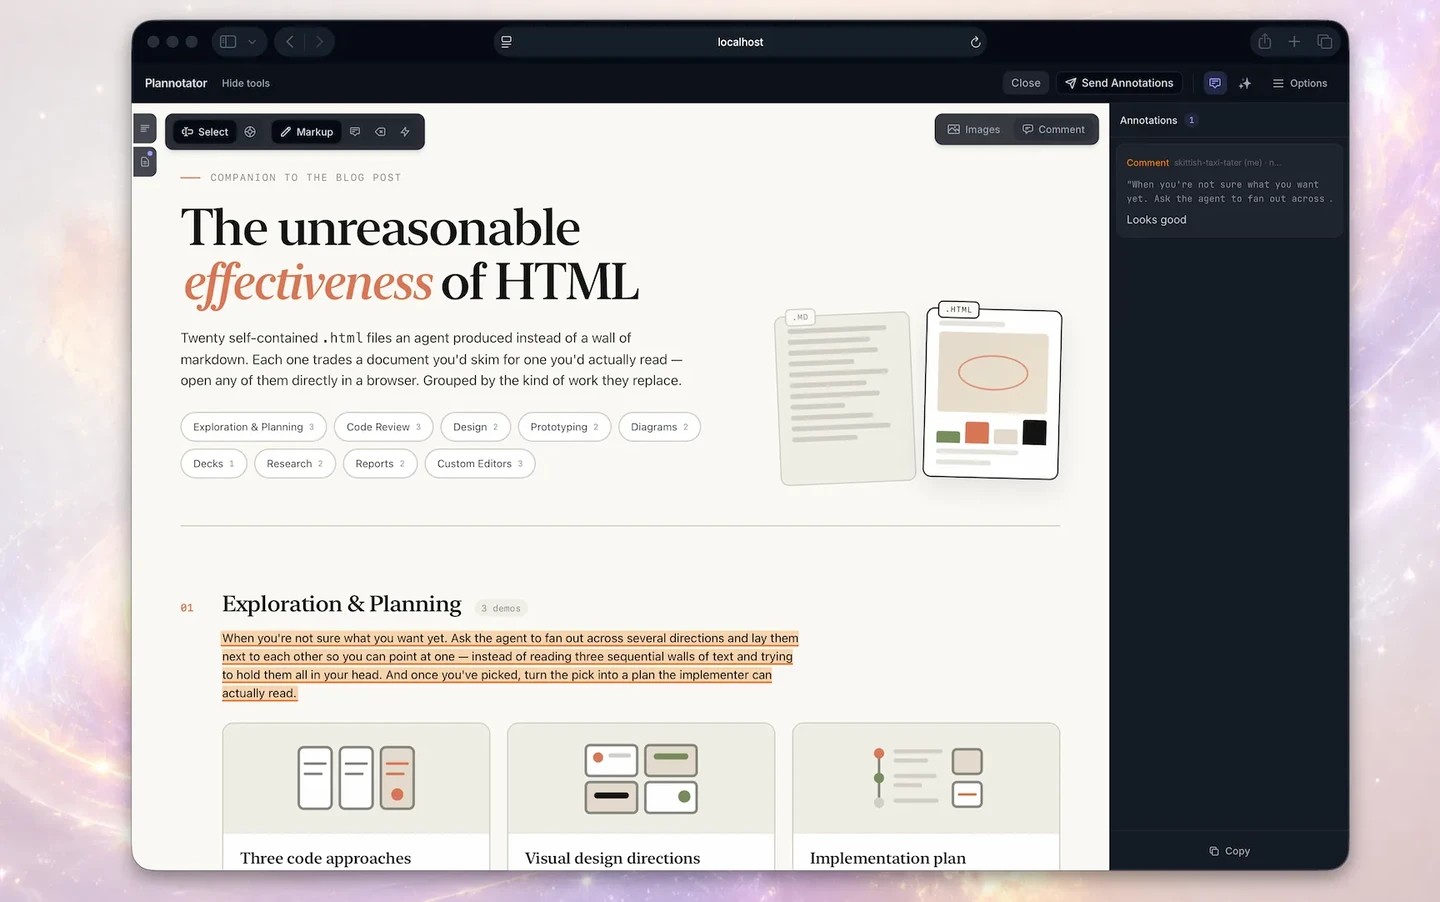 localhost
Plannotator
Hide tools
Close
Send Annotations
Options
Select
Markup
Images
Comment
Annotations 1
Comment skittish-taxi-tater (me) · n...
"When you're not sure what you want
yet. Ask the agent to fan out across .
Looks good
COMPANION TO THE BLOG POST
The unreasonable
effectiveness of HTML
Twenty self-contained .html files an agent produced instead of a wall of
markdown. Each one trades a document you'd skim for one you'd actually read —
open any of them directly in a browser. Grouped by the kind of work they replace.
Exploration & Planning 3
Code Review 3
Design 2
Prototyping 2
Diagrams 2
Decks 1
Research 2
Reports 2
Custom Editors 3
.MD
.HTML
01 Exploration & Planning 3 demos
When you're not sure what you want yet. Ask the agent to fan out across several directions and lay them
next to each other so you can point at one — instead of reading three sequential walls of text and trying
to hold them all in your head. And once you've picked, turn the pick into a plan the implementer can
actually read.
Three code approaches
Visual design directions
Implementation plan
Copy